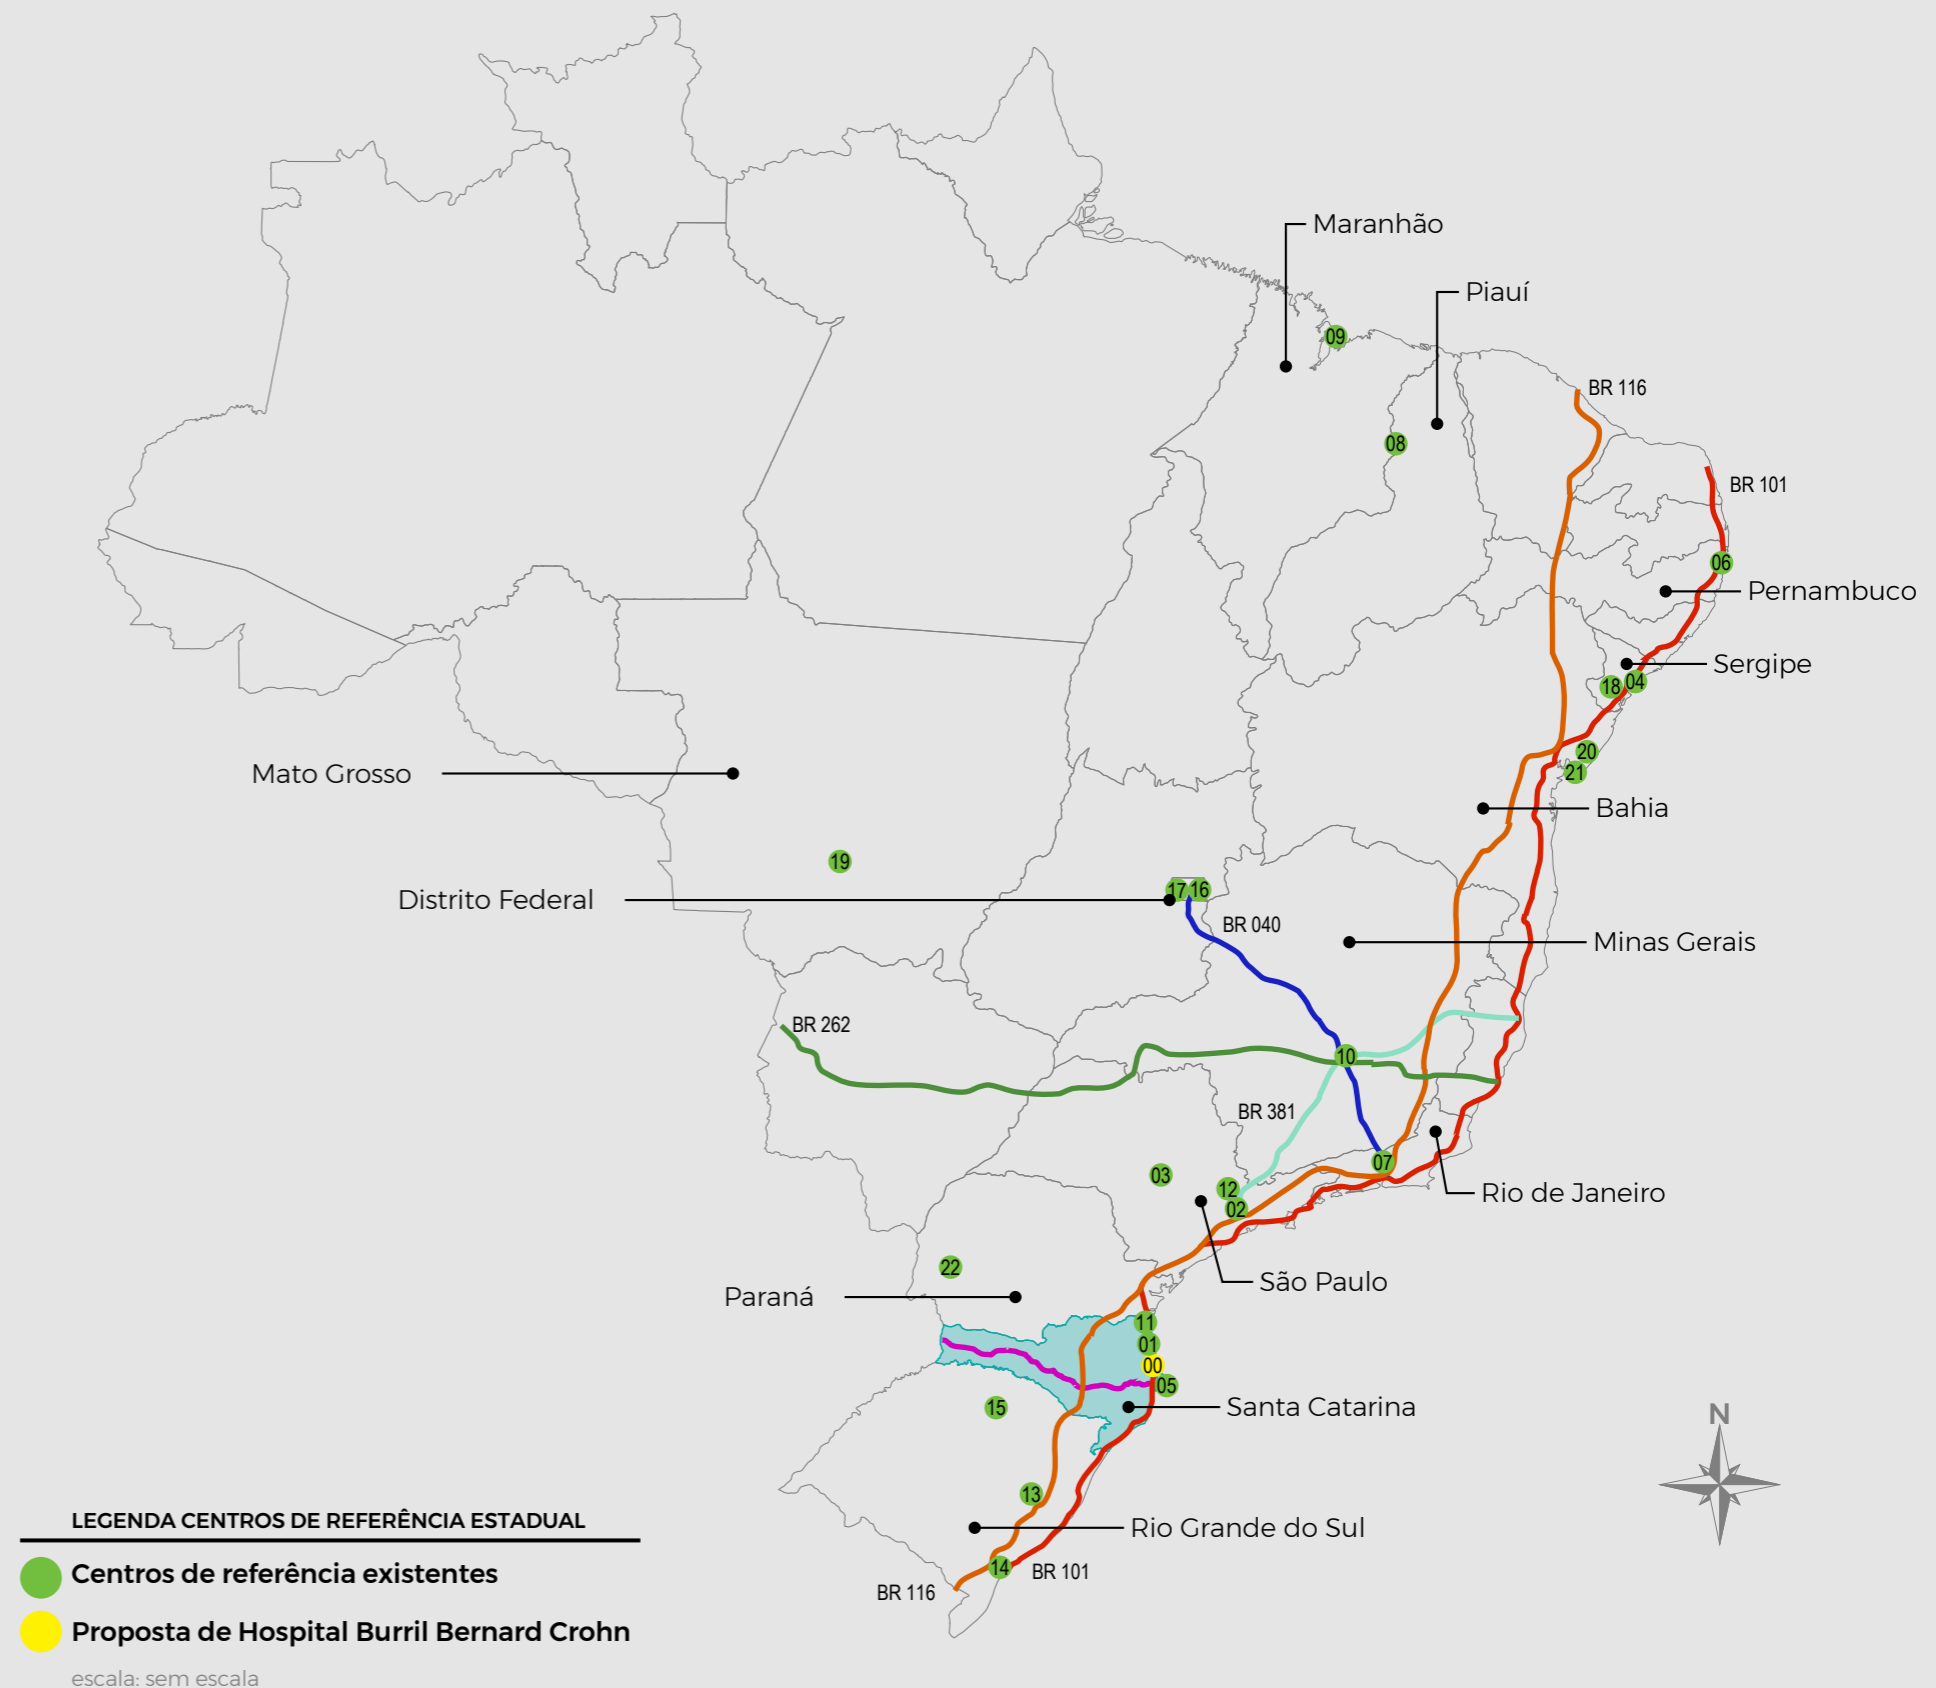 Maranhão
Piauí
09
BR 116
08
BR 101
06
Pernambuco
Sergipe
18
04
20
21
Mato Grosso
Bahia
19
17
16
Distrito Federal
BR 040
Minas Gerais
BR 262
10
BR 381
07
03
12
02
Rio de Janeiro
22
São Paulo
Paraná
11
01
00
05
15
Santa Catarina
N
13
Rio Grande do Sul
14
BR 101
BR 116
LEGENDA CENTROS DE REFERÊNCIA ESTADUAL
Centros de referência existentes
Proposta de Hospital Burril Bernard Crohn
escala: sem escala